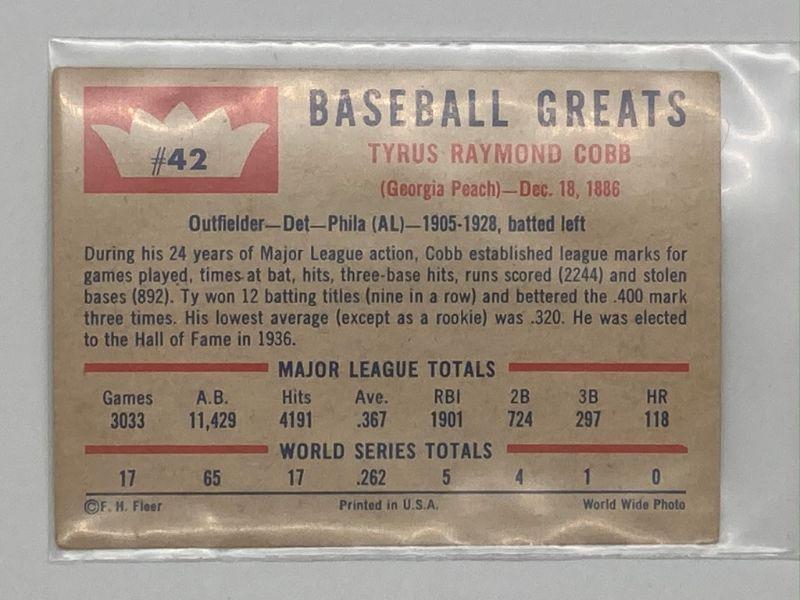 #42
BASEBALL GREATS
TYRUS RAYMOND COBB
(Georgia Peach)—Dec. 18, 1886
Outfielder—Det—Phila (AL)—1905-1928, batted left
During his 24 years of Major League action, Cobb established league marks for
games played, times at bat, hits, three-base hits, runs scored (2244) and stolen
bases (892). Ty won 12 batting titles (nine in a row) and bettered the .400 mark
three times. His lowest average (except as a rookie) was .320. He was elected
to the Hall of Fame in 1936.
MAJOR LEAGUE TOTALS
Games A.B. Hits Ave. RBI 2B 3B HR
3033 11,429 4191 .367 1901 724 297 118
WORLD SERIES TOTALS
17 65 17 .262 5 4 1 0
©F. H. Fleer Printed in U.S.A. World Wide Photo